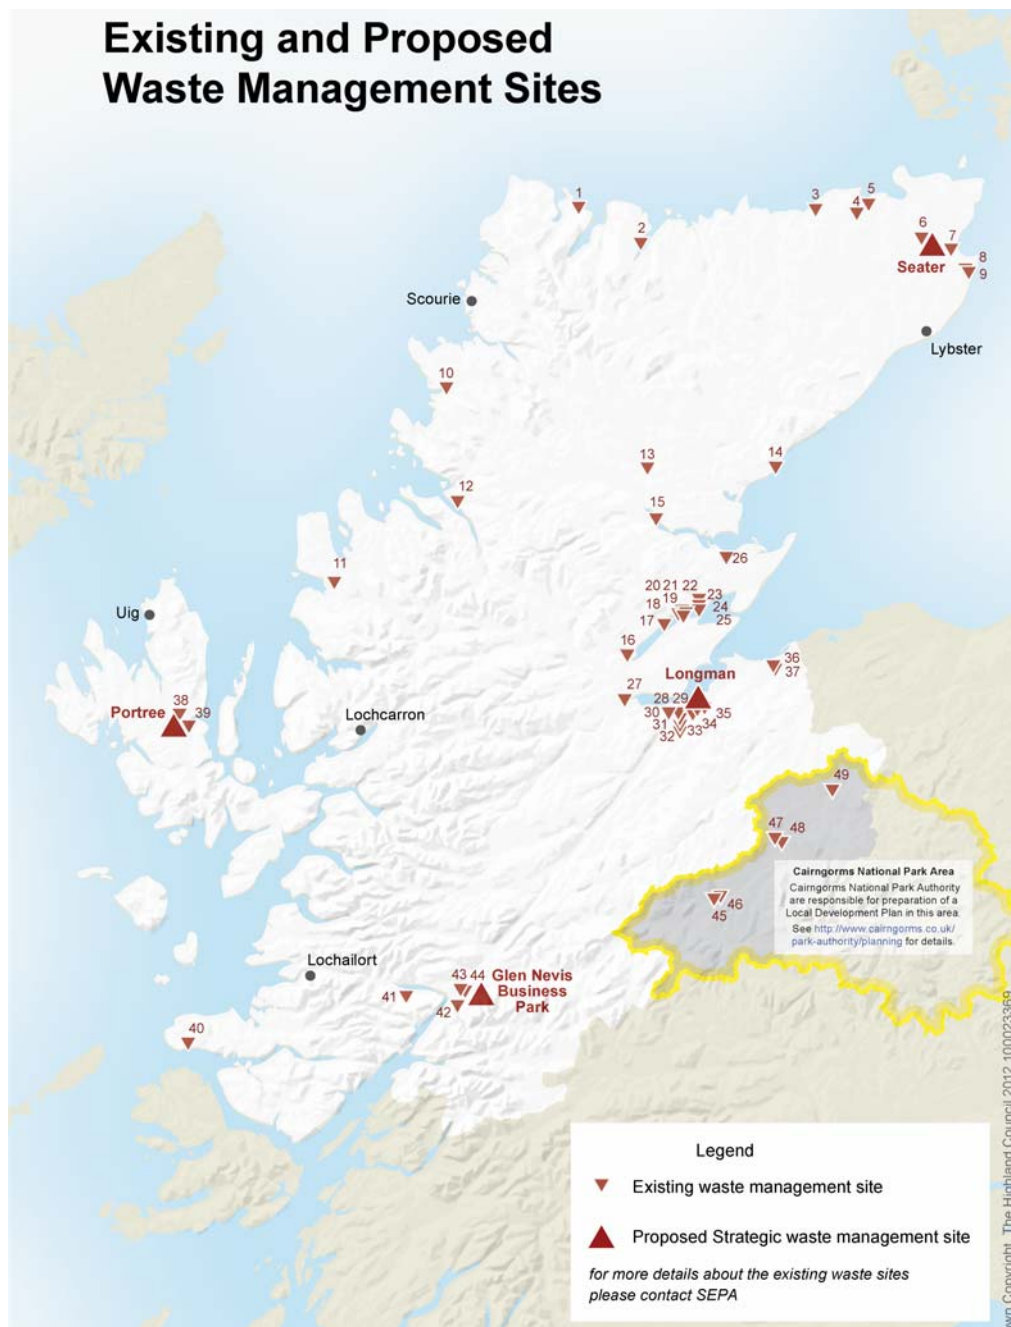 Existing and Proposed
Waste Management Sites
1
2
3
4
5
6
7
Seater
8
9
Scourie
Lybster
10
13
14
12
15
11
26
20 21 22
23
19
18
24
17
25
Uig
16
36
Longman
37
27
28 29
38
Portree
39
30
35
Lochcarron
31
34
33
32
49
47
48
Cairngorms National Park Area
Cairngorms National Park Authority
are responsible for preparation of a
Local Development Plan in this area.
See http://www.cairngorms.co.uk/
park-authority/planning for details.
46
45
Lochailort
43 44
Glen Nevis
Business
Park
41
42
40
Legend
Existing waste management site
Proposed Strategic waste management site
for more details about the existing waste sites
please contact SEPA
Copyright. The Highland Council 2012 100023369